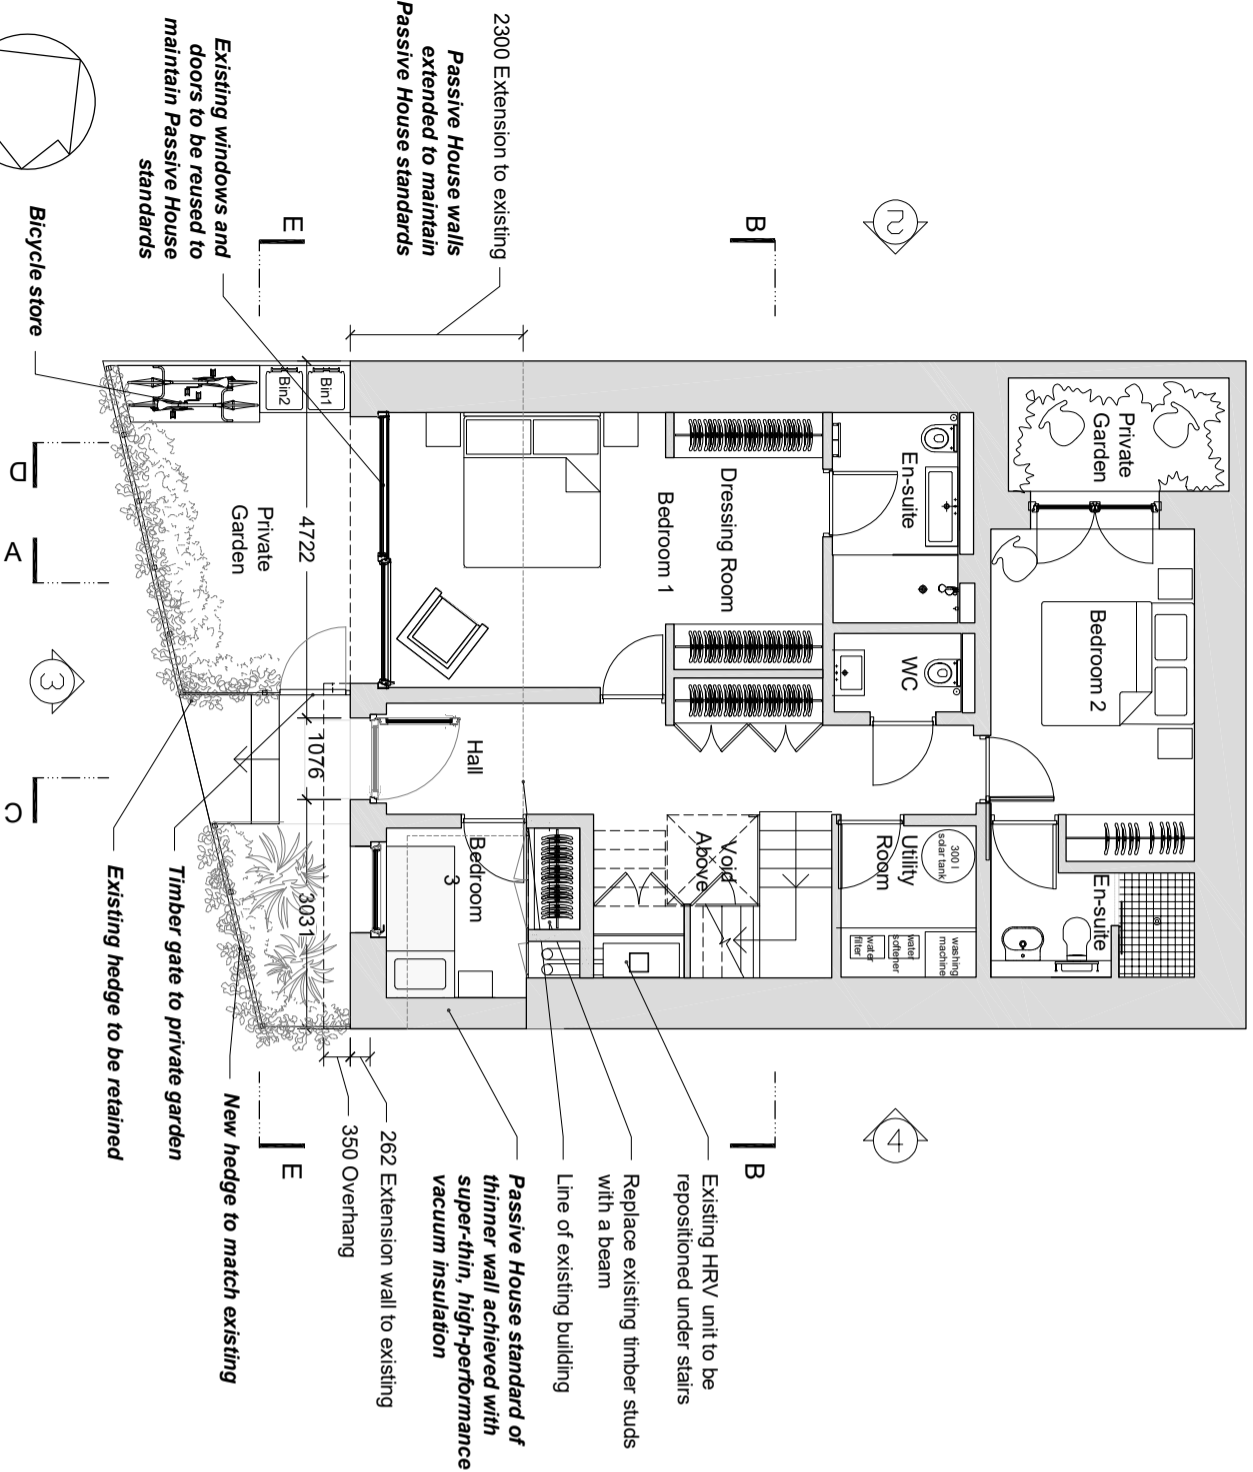 2300 Extension to existing
Passive House walls
extended to maintain
Passive House standards
Existing windows and
doors to be reused to
maintain Passive House
standards
Bicycle store
E
B
2
Bin1
Bin2
Private
Garden
4722
Bedroom 1
Dressing Room
En-suite
Private
Garden
D
A
3
C
1076
Hall
WC
Bedroom 2
3031
Bedroom
3
Void
Above
Utility
Room
300 l
solar tank
washing
machine
water
softener
water
filter
En-suite
E
B
4
Existing HRV unit to be
repositioned under stairs
Replace existing timber studs
with a beam
Line of existing building
Passive House standard of
thinner wall achieved with
super-thin, high-performance
vacuum insulation
262 Extension wall to existing
350 Overhang
New hedge to match existing
Timber gate to private garden
Existing hedge to be retained